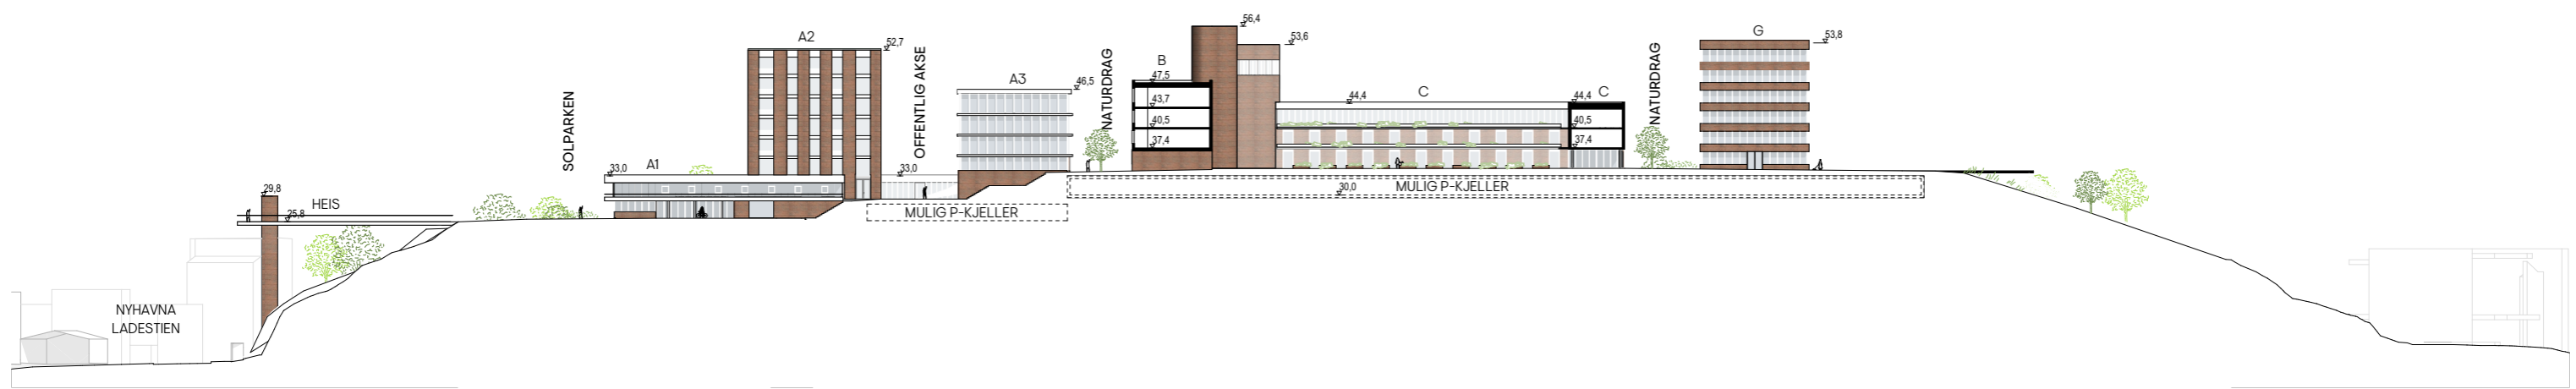 NYHAVNA
LADESTIEN
29,8
25,8
HEIS
SOLPARKEN
33,0
A1
A2
52,7
OFFENTLIG AKSE
33,0
MULIG P-KJELLER
A3
46,5
NATURDRAG
B
47,5
43,7
40,5
37,4
56,4
53,6
44,4
C
44,4
C
40,5
37,4
30,0
MULIG P-KJELLER
NATURDRAG
G
53,8